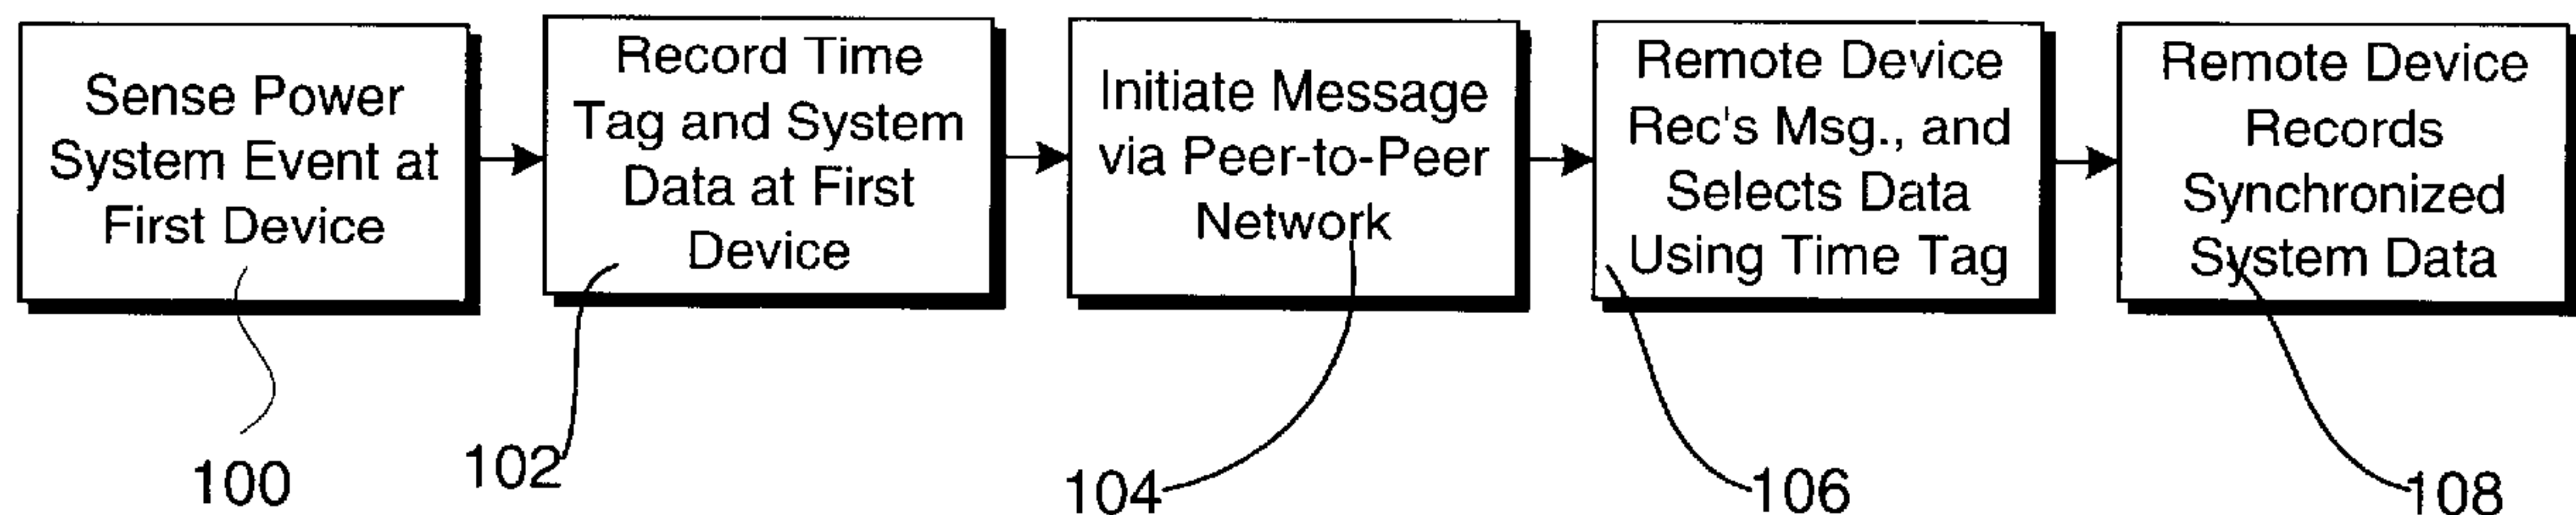 Sense Power
System Event at
First Device
Record Time
Tag and System
Data at First
Device
Initiate Message
via Peer-to-Peer
Network
Remote Device
Rec's Msg., and
Selects Data
Using Time Tag
Remote Device
Records
Synchronized
System Data
100
102
104
106
108